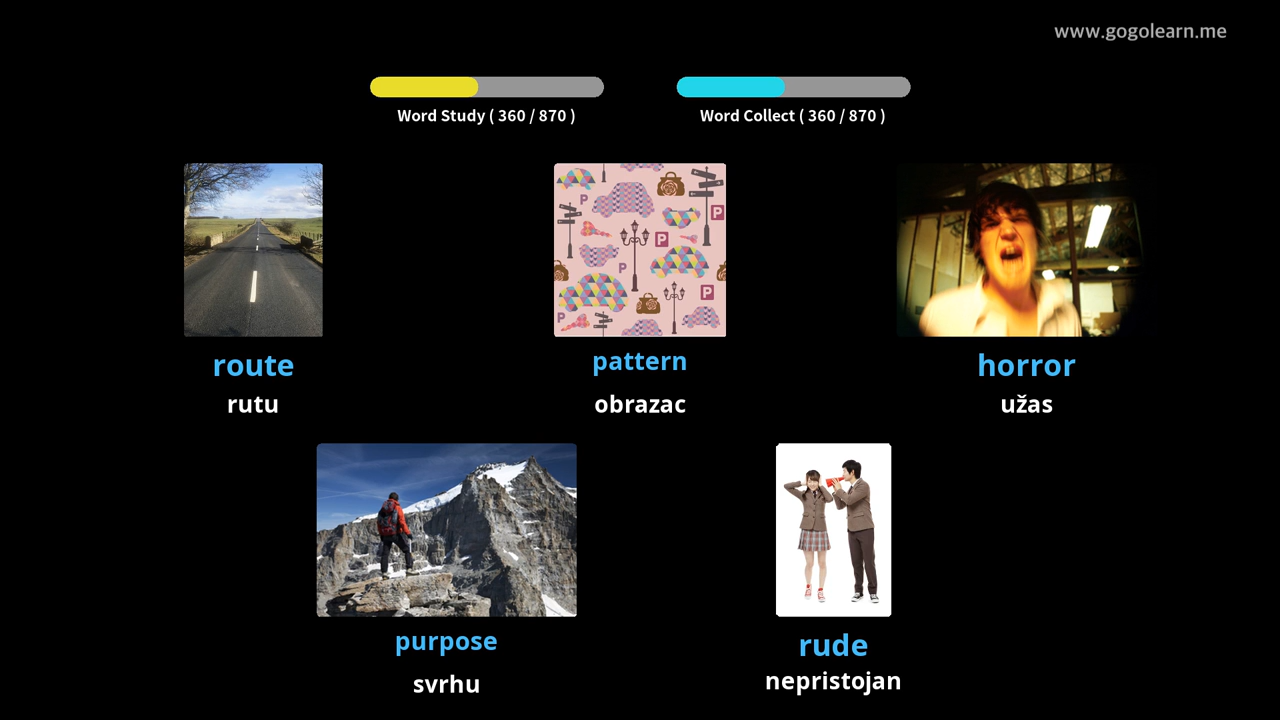 www.gogolearn.me
Word Study ( 360 / 870 )
Word Collect ( 360 / 870 )
route
rutu
pattern
obrazac
horror
užas
P
P
P
P
P
P
purpose
svrhu
rude
nepristojan